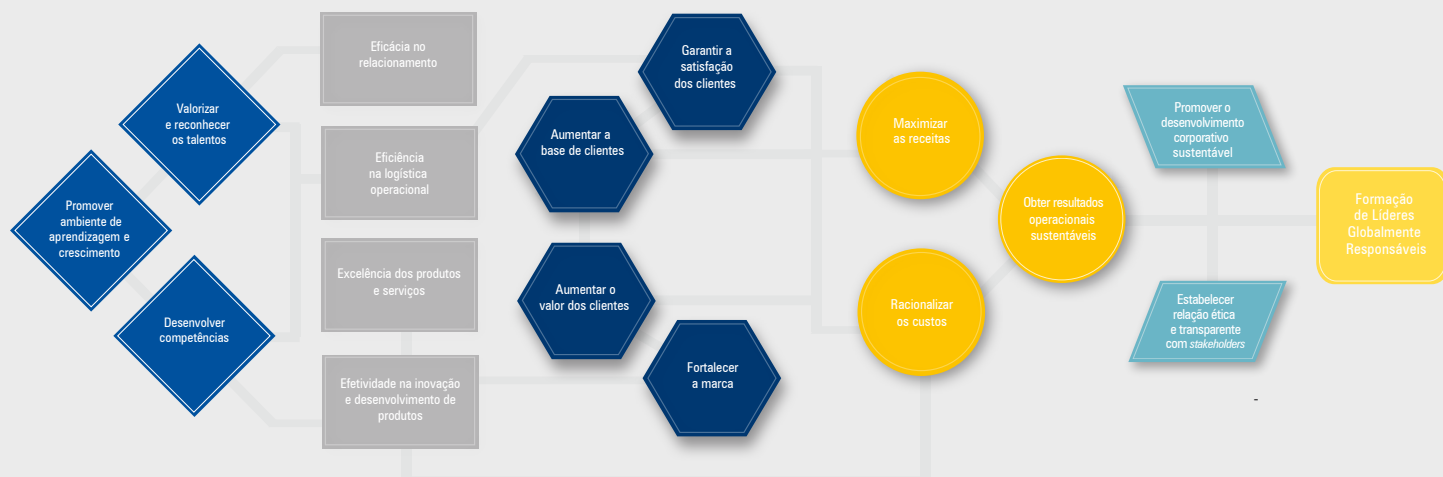 Promover
ambiente de
aprendizagem e
crescimento
Valorizar
e reconhecer
os talentos
Desenvolver
competências
Eficácia no
relacionamento
Eficiência
na logística
operacional
Excelência dos produtos
e serviços
Efetividade na inovação
e desenvolvimento de
produtos
Garantir a
satisfação
dos clientes
Aumentar a
base de clientes
Aumentar o
valor dos clientes
Fortalecer
a marca
Maximizar
as receitas
Racionalizar
os custos
Obter resultados
operacionais
sustentáveis
Promover o
desenvolvimento
corporativo
sustentável
Estabelecer
relação ética
e transparente
com stakeholders
-
Formação
de Líderes
Globalmente
Responsáveis